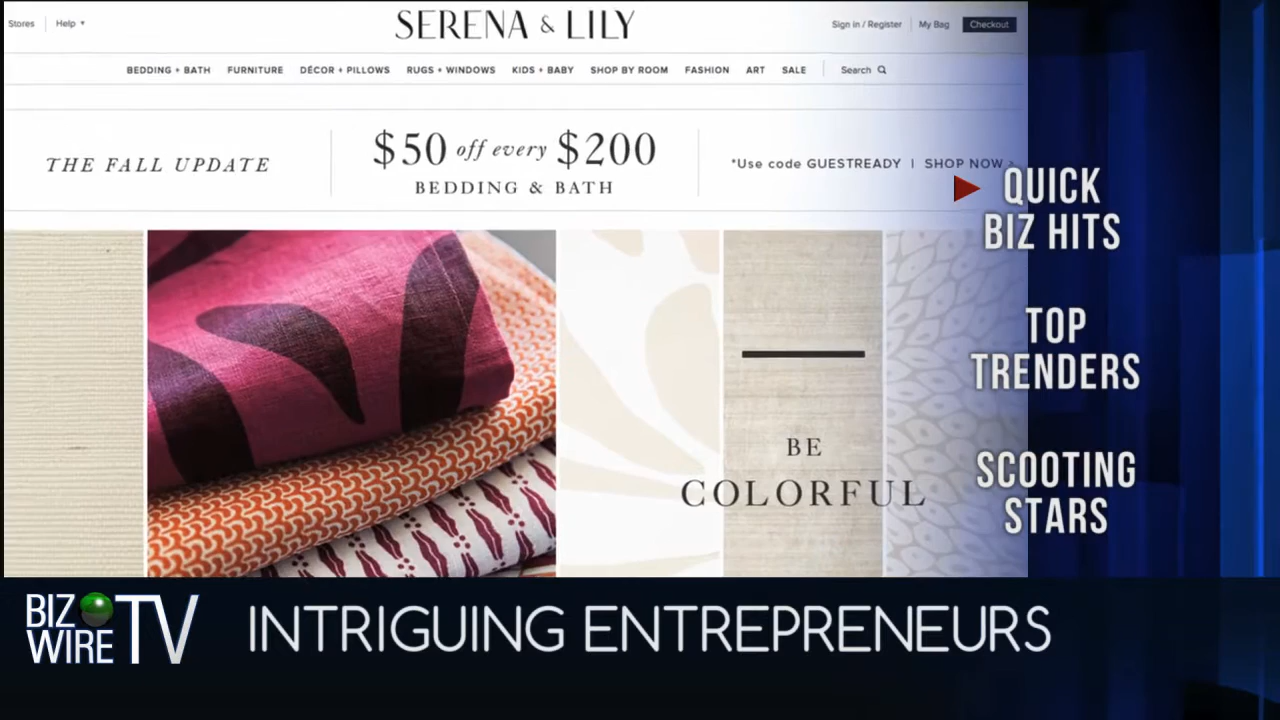 Stores Help
SERENA & LILY
Sign in / Register My Bag Checkout
BEDDING + BATH FURNITURE DÉCOR + PILLOWS RUGS + WINDOWS KIDS + BABY SHOP BY ROOM FASHION ART SALE Search
THE FALL UPDATE
$50 off every $200
BEDDING & BATH
*Use code GUESTREADY | SHOP NOW >
QUICK
BIZ HITS
TOP
TRENDERS
BE
COLORFUL
SCOOTING
STARS
BIZ
WIRE TV
INTRIGUING ENTREPRENEURS